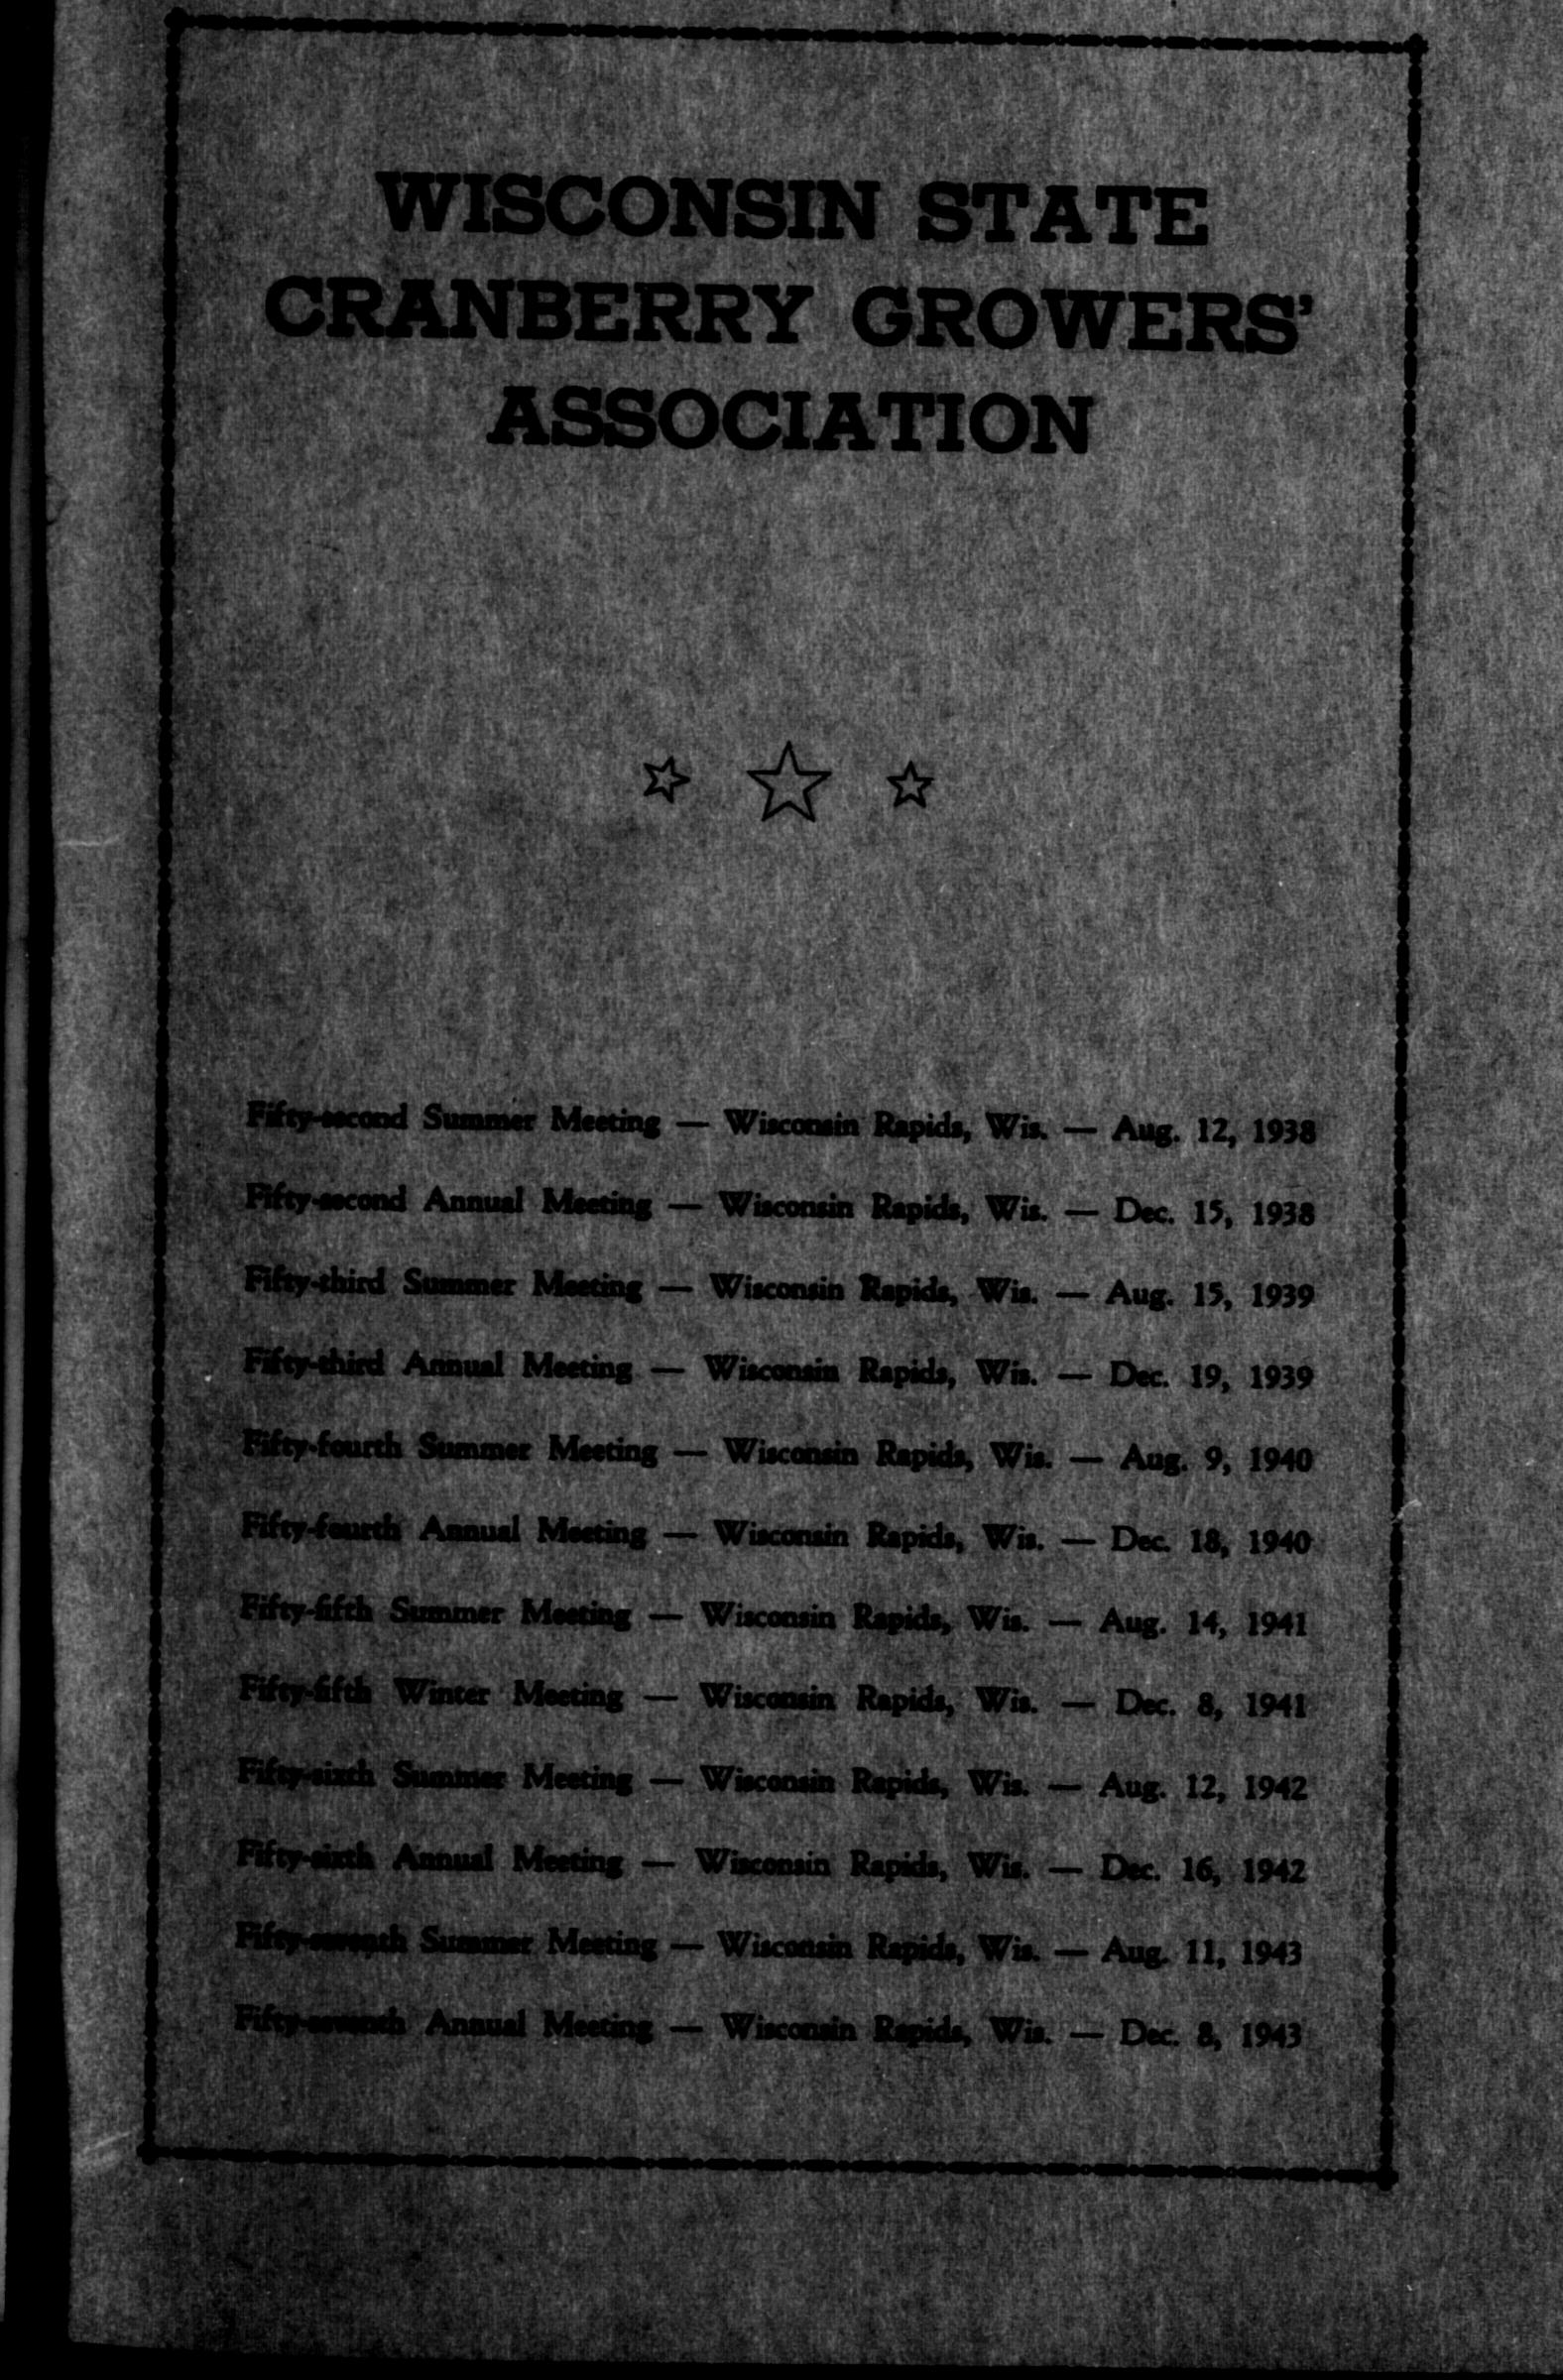 WISCONSIN STATE
CRANBERRY GROWERS'
ASSOCIATION
Fifty-second Summer Meeting — Wisconsin Rapids, Wis. — Aug. 12, 1938
Fifty-second Annual Meeting — Wisconsin Rapids, Wis. — Dec. 15, 1938
Fifty-third Summer Meeting — Wisconsin Rapids, Wis. — Aug. 15, 1939
Fifty-third Annual Meeting — Wisconsin Rapids, Wis. — Dec. 19, 1939
Fifty-fourth Summer Meeting — Wisconsin Rapids, Wis. — Aug. 9, 1940
Fifty-fourth Annual Meeting — Wisconsin Rapids, Wis. — Dec. 18, 1940
Fifty-fifth Summer Meeting — Wisconsin Rapids, Wis. — Aug. 14, 1941
Fifty-fifth Winter Meeting — Wisconsin Rapids, Wis. — Dec. 8, 1941
Fifty-sixth Summer Meeting — Wisconsin Rapids, Wis. — Aug. 12, 1942
Fifty-sixth Annual Meeting — Wisconsin Rapids, Wis. — Dec. 16, 1942
Fifty-seventh Summer Meeting — Wisconsin Rapids, Wis. — Aug. 11, 1943
Fifty-seventh Annual Meeting — Wisconsin Rapids, Wis. — Dec. 8, 1943